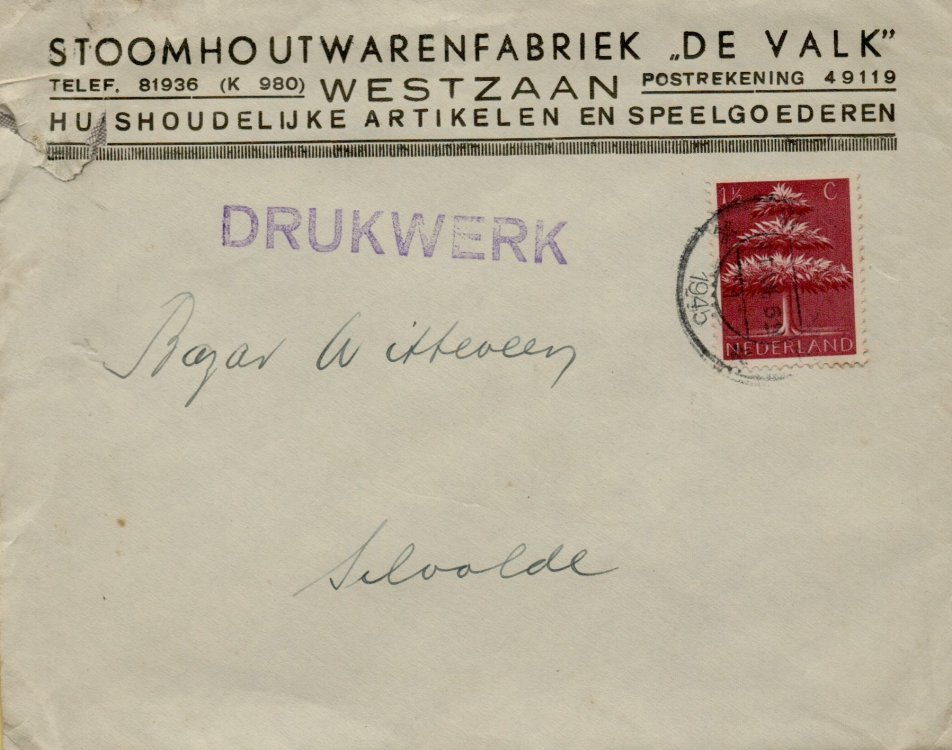 STOOMHOUTWARENFABRIEK „DE VALK”
TELEF. 81936 (K 980) WESTZAAN POSTREKENING 49119
HUISHOUDELIJKE ARTIKELEN EN SPEELGOEDEREN
DRUKWERK
1½ C
1945
NEDERLAND
Bazar Witteveen
Silvolde